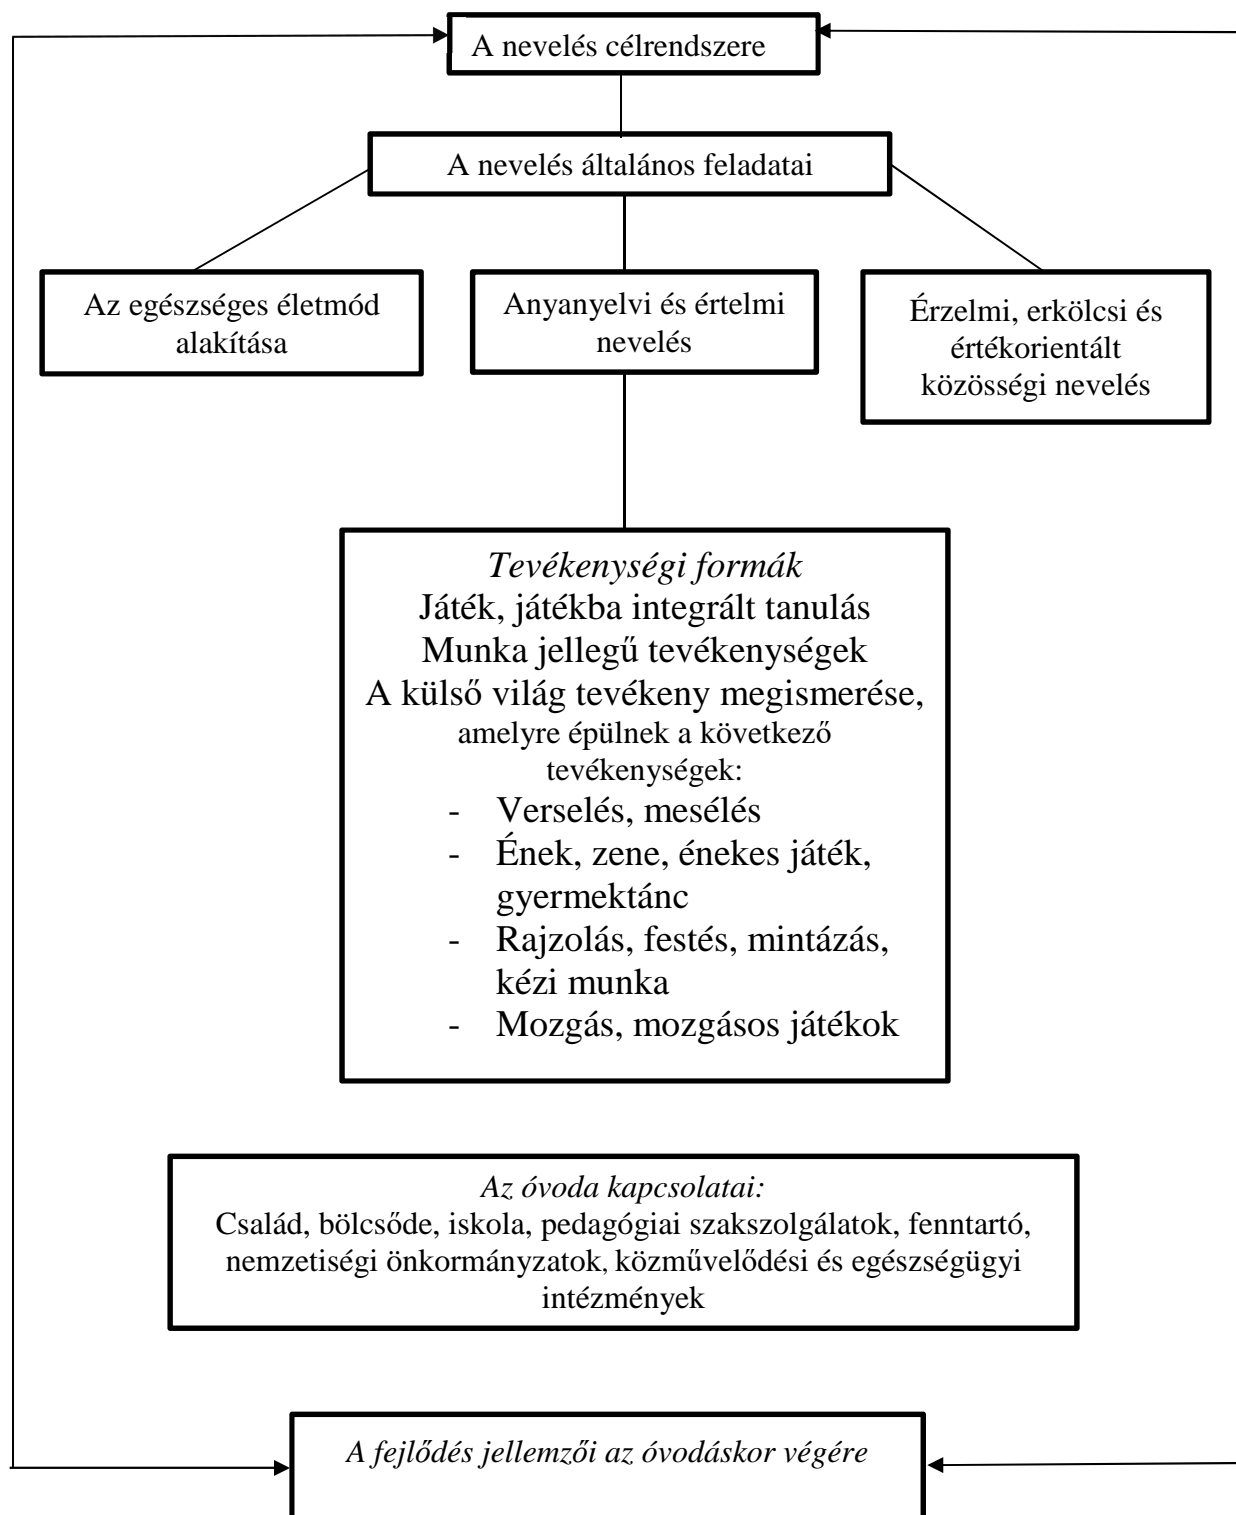 A nevelés célrendszere
A nevelés általános feladatai
Az egészséges életmód
alakítása
Anyanyelvi és értelmi
nevelés
Érzelmi, erkölcsi és
értékorientált
közösségi nevelés
Tevékenységi formák
Játék, játékba integrált tanulás
Munka jellegű tevékenységek
A külső világ tevékeny megismerése,
amelyre épülnek a következő
tevékenységek:
- Verselés, mesélés
- Ének, zene, énekes játék,
gyermektánc
- Rajzolás, festés, mintázás,
kézi munka
- Mozgás, mozgásos játékok
Az óvoda kapcsolatai:
Család, bölcsőde, iskola, pedagógiai szakszolgálatok, fenntartó,
nemzetiségi önkormányzatok, közművelődési és egészségügyi
intézmények
A fejlődés jellemzői az óvodáskor végére